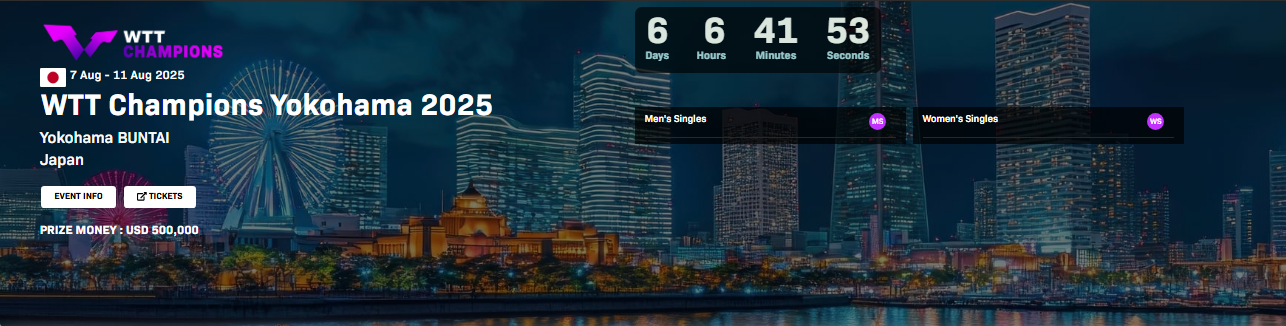 WTT
CHAMPIONS
7 Aug - 11 Aug 2025
WTT Champions Yokohama 2025
Yokohama BUNTAI
Japan
EVENT INFO
TICKETS
PRIZE MONEY : USD 500,000
6 6 41 53
Days Hours Minutes Seconds
Men's Singles MS
Women's Singles WS